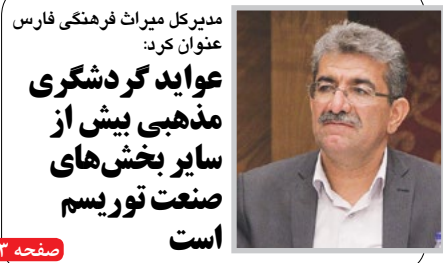 مدیرکل میراث فرهنگی فارس
عنوان کرد:
عواید گردشگری
مذهبی بیش از
سایر بخش‌های
صنعت توریسم
است
صفحه ۳